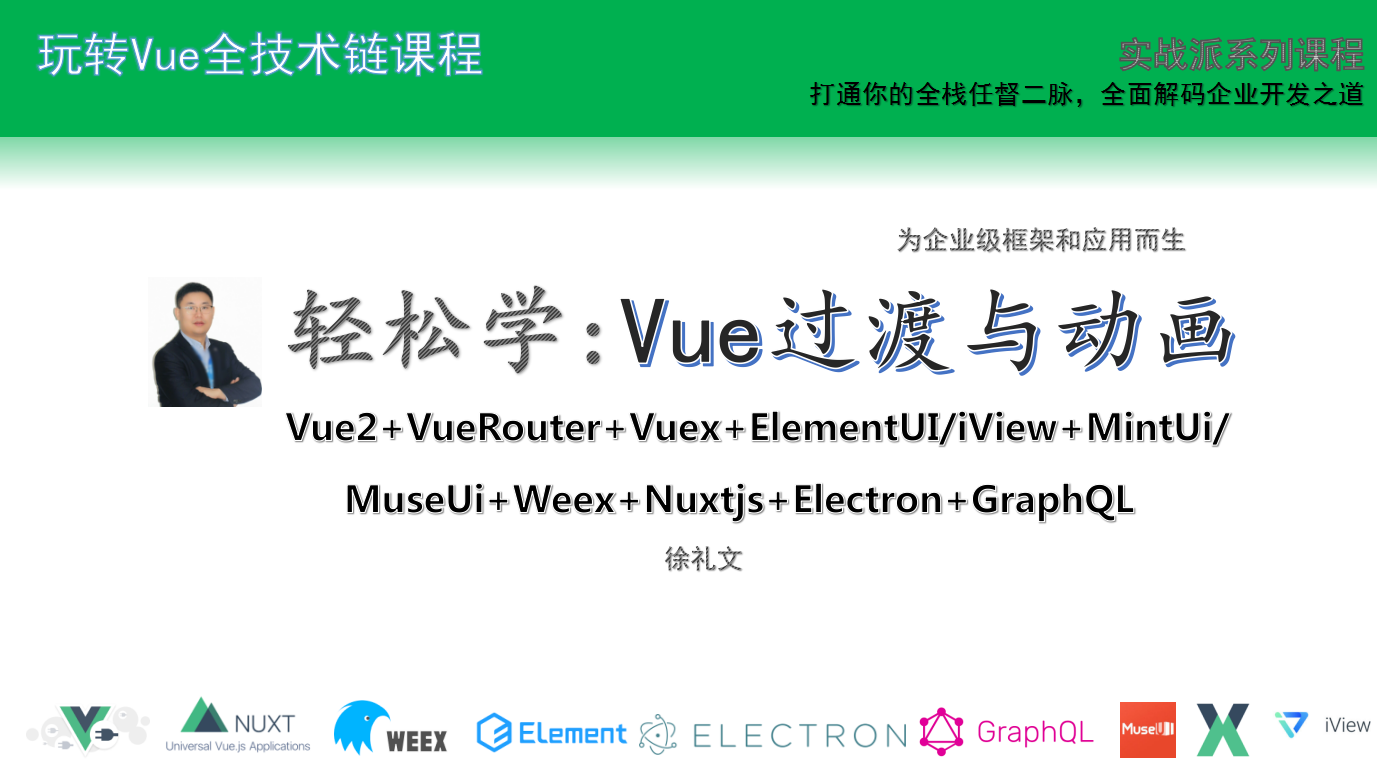 玩转Vue全技术链课程
实战派系列课程
打通你的全栈任督二脉，全面解码企业开发之道
为企业级框架和应用而生
轻松学:Vue过渡与动画
Vue2+VueRouter+Vuex+ElementUI/iView+MintUi/
MuseUi+Weex+Nuxtjs+Electron+GraphQL
徐礼文
NUXT
Universal Vue.js Applications
WEEX
Element
ELECTRON
GraphQL
MuseUI
iView